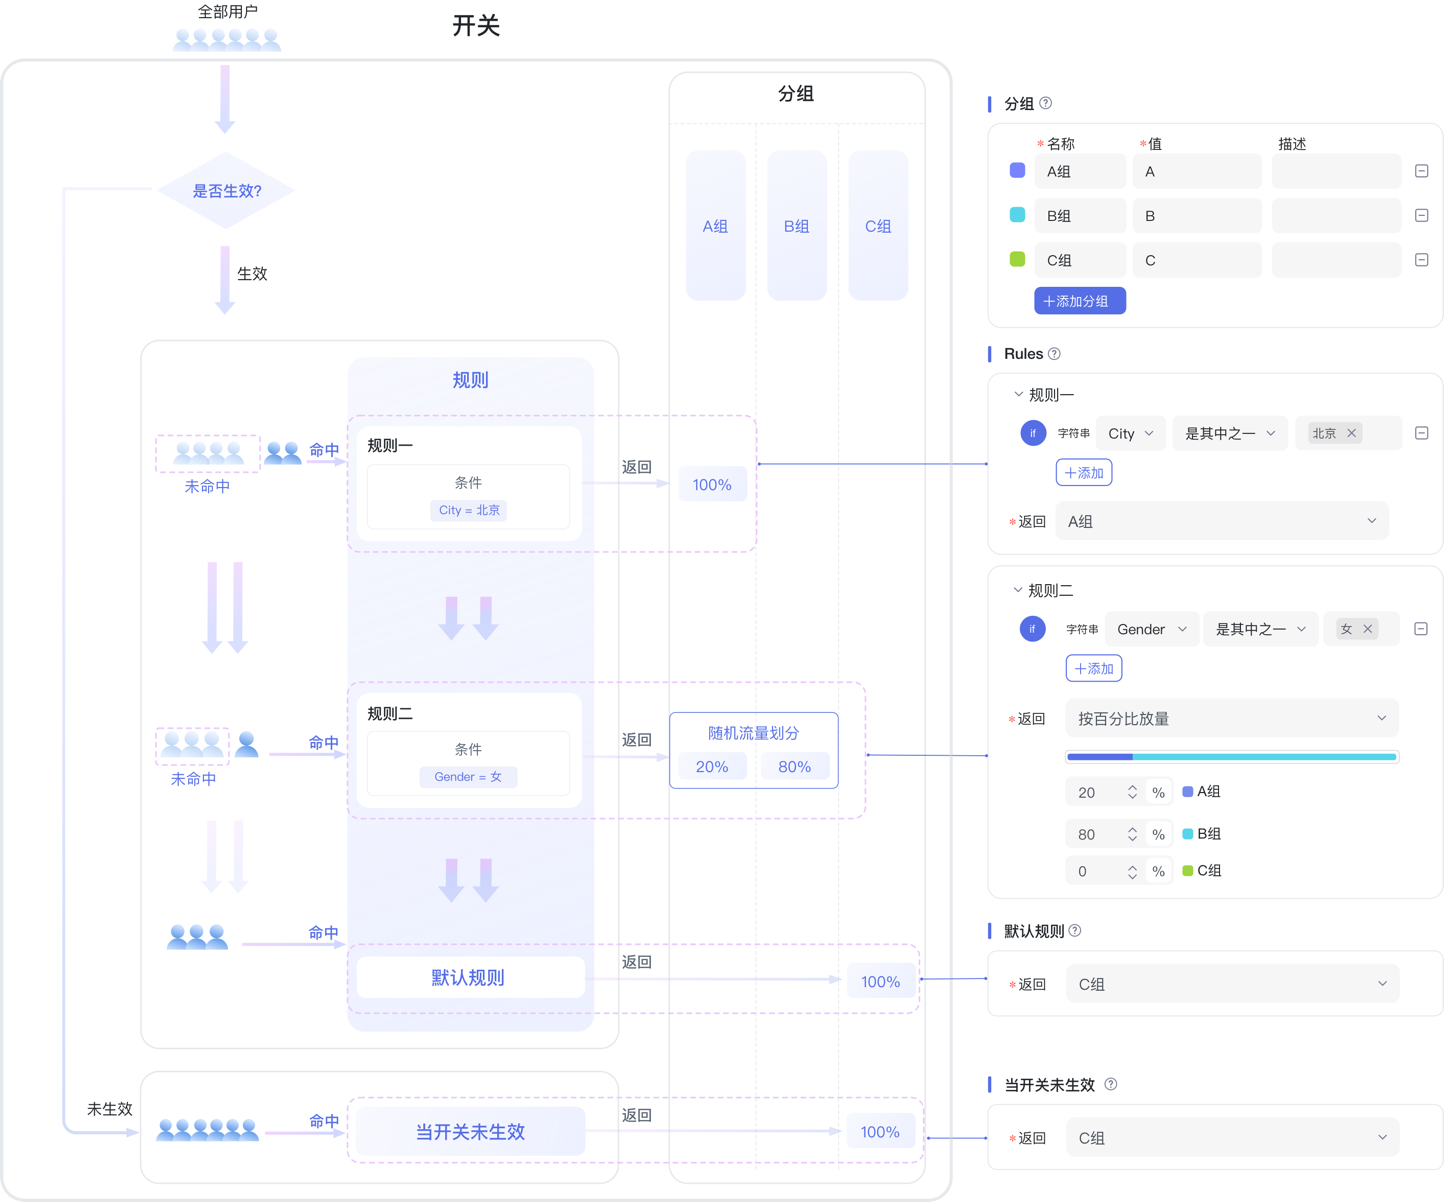 全部用户
开关
是否生效?
生效
未生效
分组
A组
B组
C组
规则
未命中
命中
规则一
条件
City = 北京
返回
100%
未命中
命中
规则二
条件
Gender = 女
返回
随机流量划分
20%
80%
命中
默认规则
返回
100%
命中
当开关未生效
返回
100%
分组
*名称 *值 描述
A组 A
B组 B
C组 C
+添加分组
Rules
规则一
if 字符串 City 是其中之一 北京
+添加
*返回 A组
规则二
if 字符串 Gender 是其中之一 女
+添加
*返回 按百分比放量
20 % A组
80 % B组
0 % C组
默认规则
*返回 C组
当开关未生效
*返回 C组